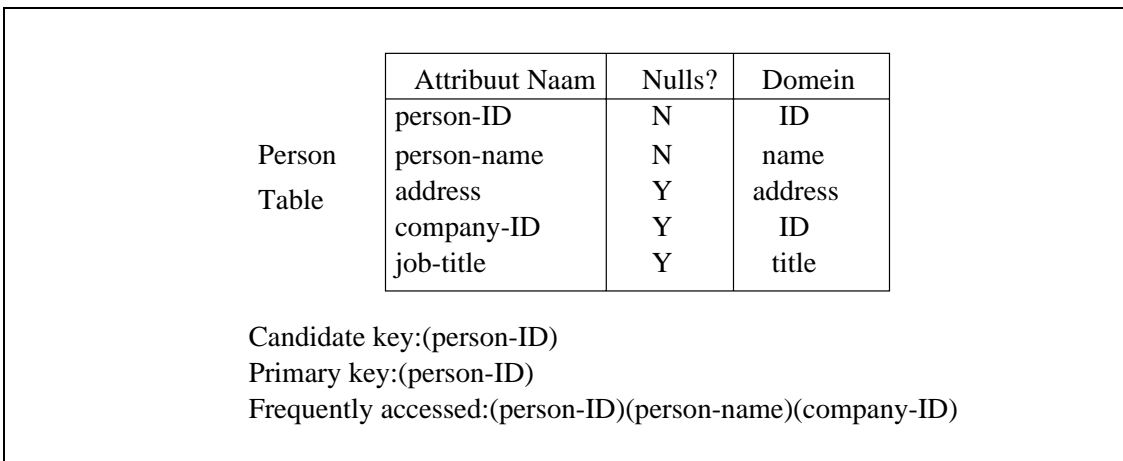 Attribuut Naam Nulls? Domein
person-ID N ID
Person person-name N name
Table address Y address
company-ID Y ID
job-title Y title
Candidate key:(person-ID)
Primary key:(person-ID)
Frequently accessed:(person-ID)(person-name)(company-ID)